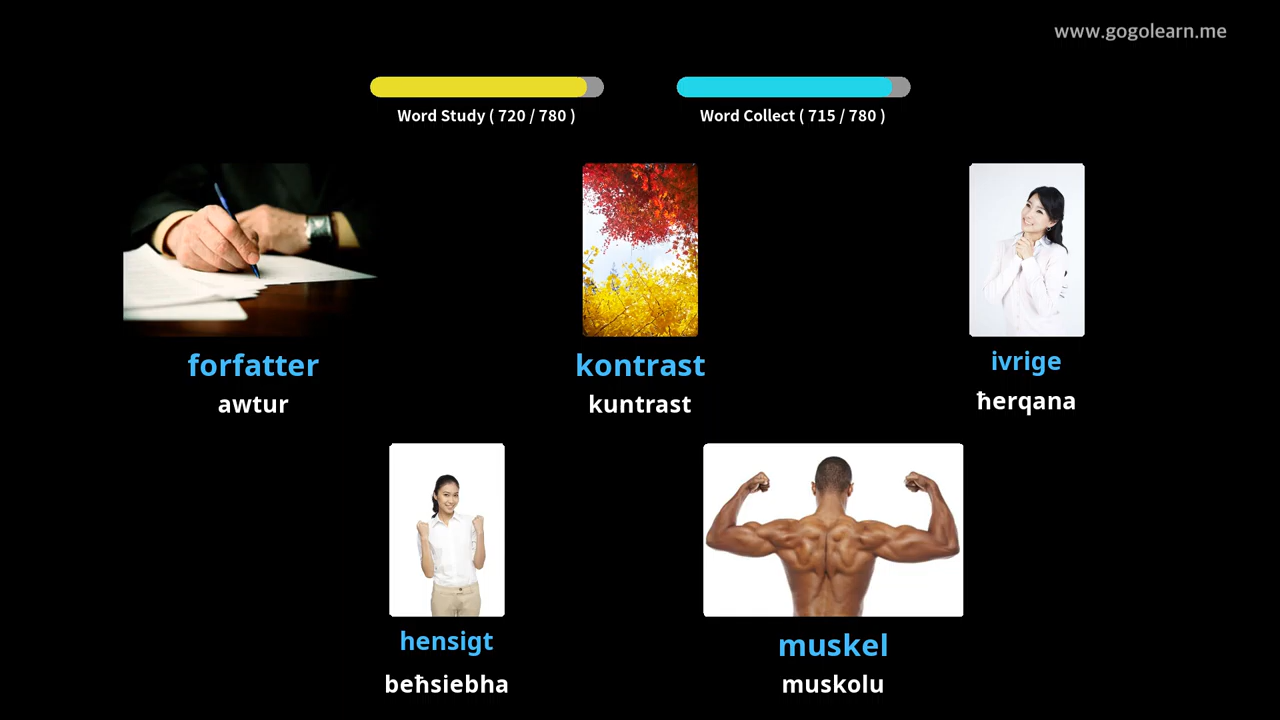 www.gogolearn.me
Word Study ( 720 / 780 )
Word Collect ( 715 / 780 )
forfatter
awtur
kontrast
kuntrast
ivrige
ħerqana
hensigt
beħsiebha
muskel
muskolu